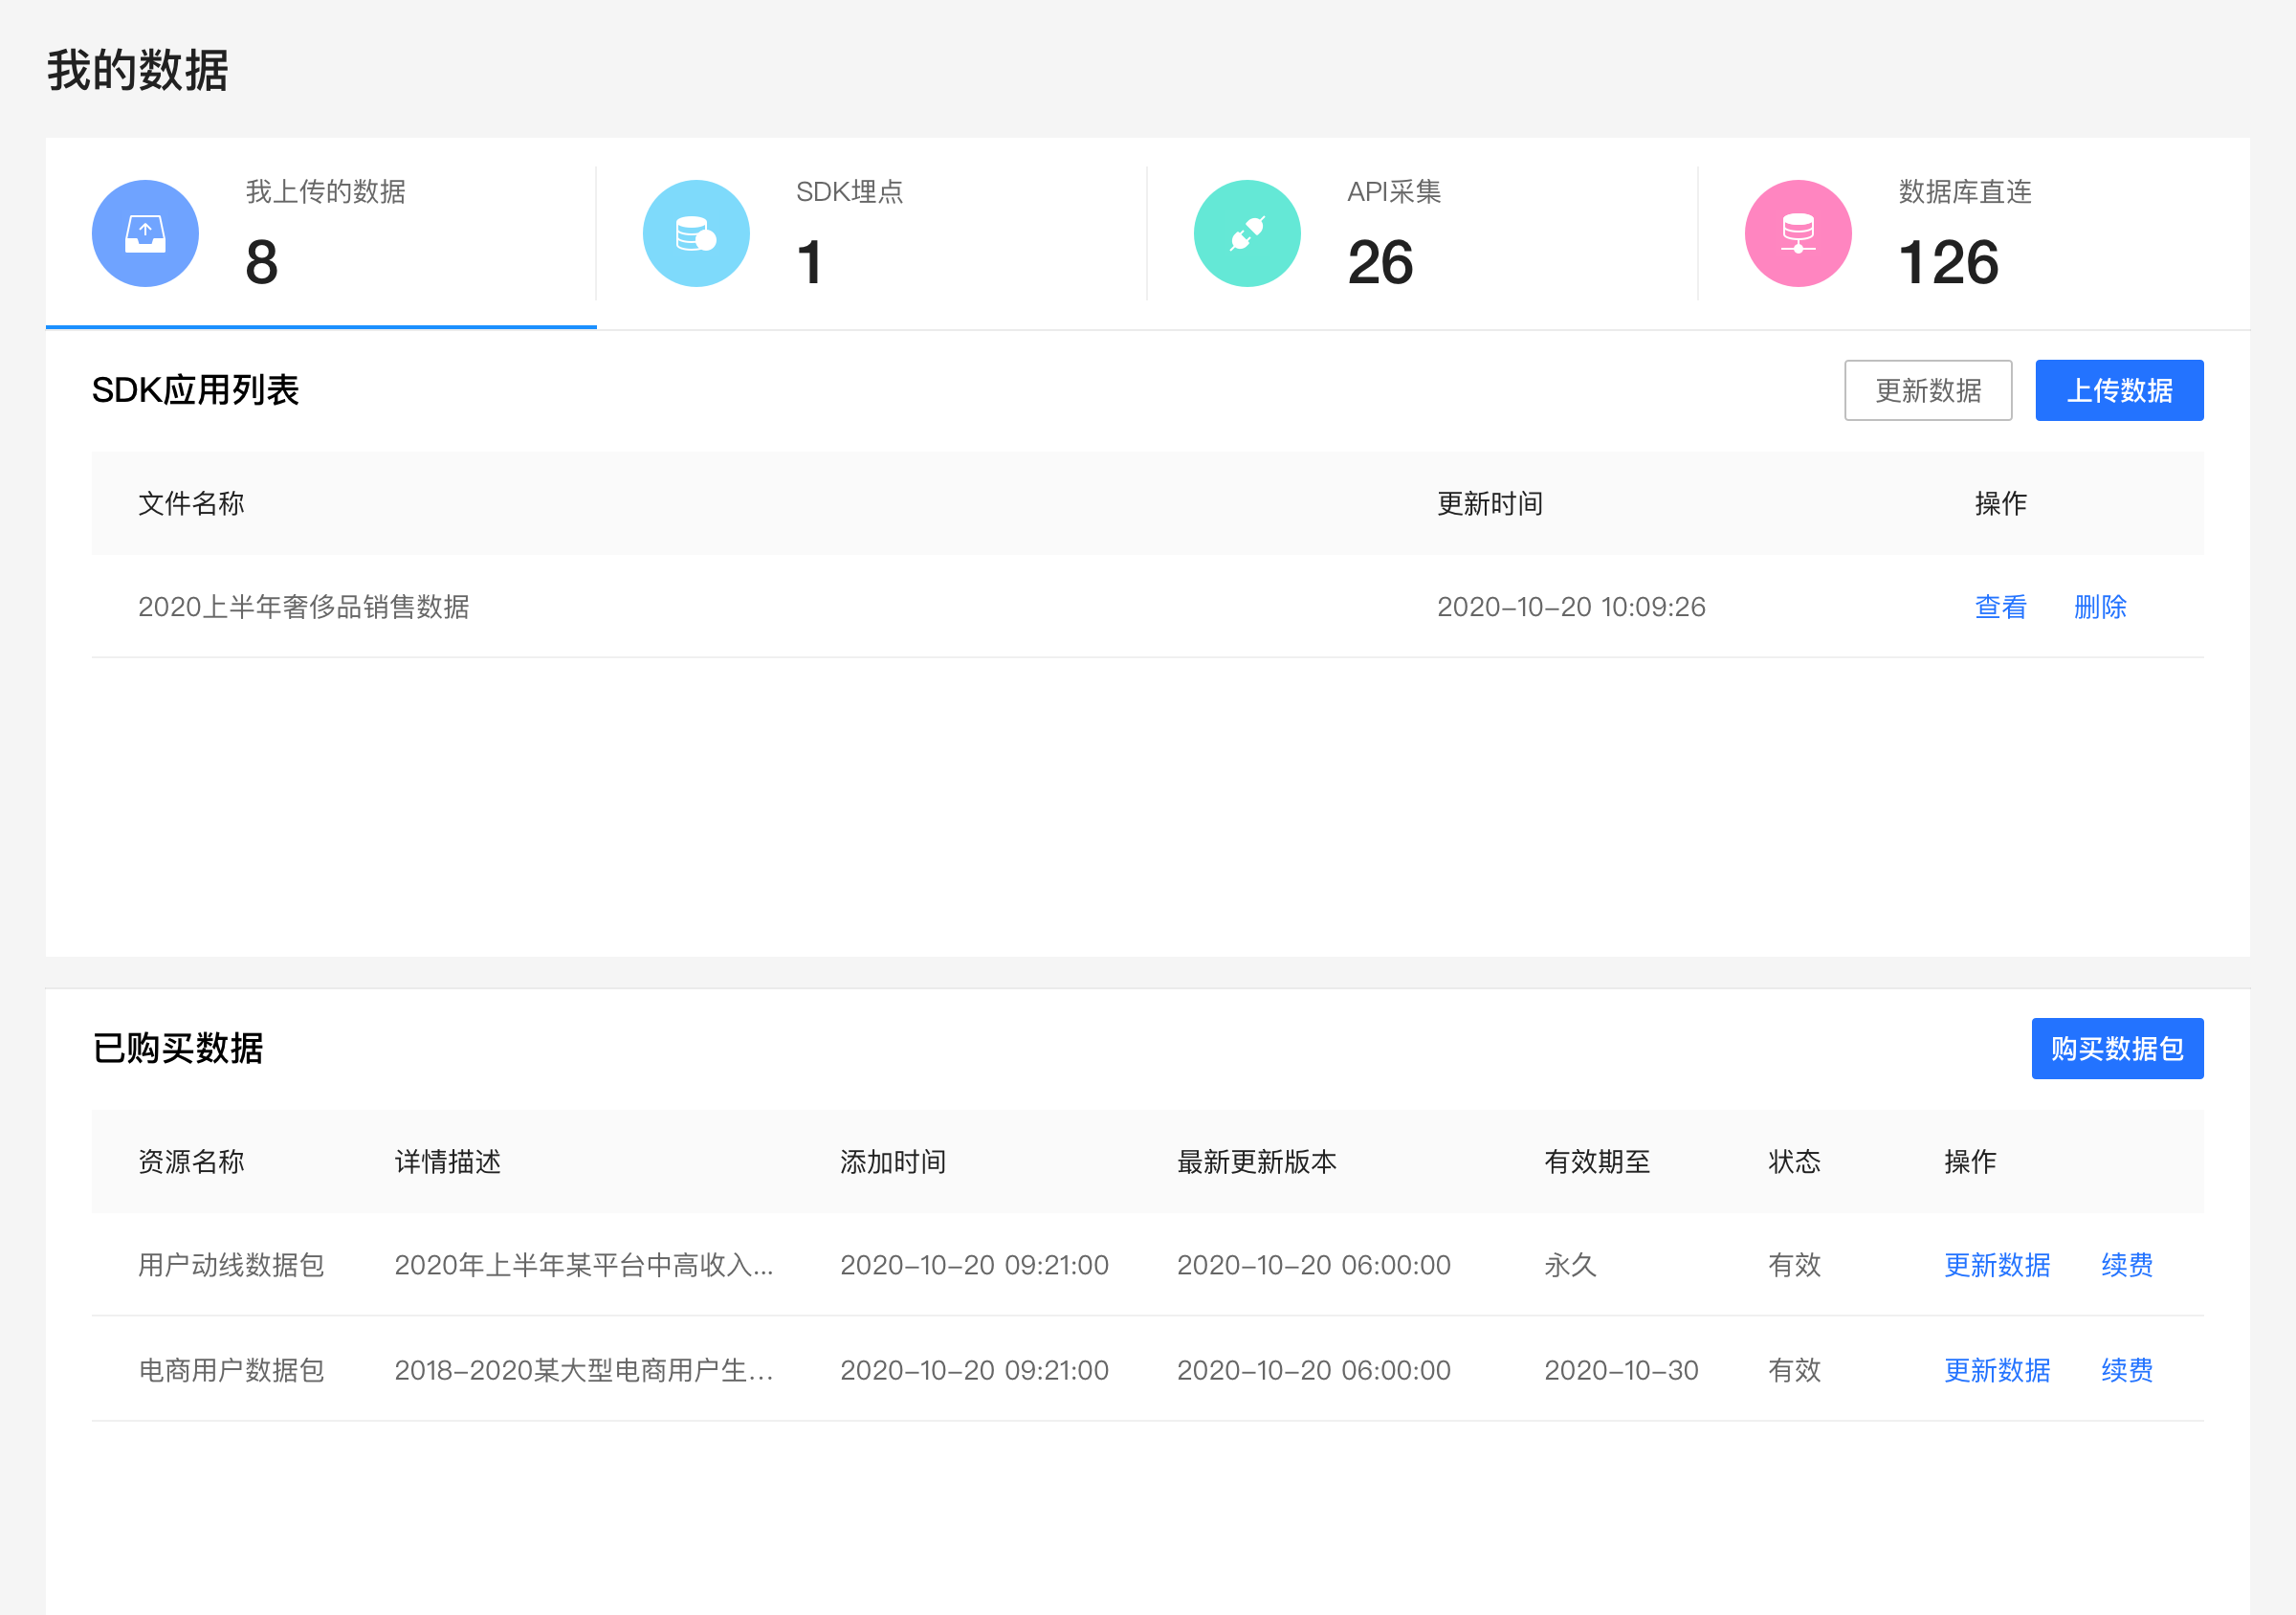 我的数据
我上传的数据
8
SDK埋点
1
API采集
26
数据库直连
126
SDK应用列表
更新数据
上传数据
文件名称 更新时间 操作
2020上半年奢侈品销售数据 2020-10-20 10:09:26 查看 删除
已购买数据
购买数据包
资源名称 详情描述 添加时间 最新更新版本 有效期至 状态 操作
用户动线数据包 2020年上半年某平台中高收入... 2020-10-20 09:21:00 2020-10-20 06:00:00 永久 有效 更新数据 续费
电商用户数据包 2018-2020某大型电商用户生... 2020-10-20 09:21:00 2020-10-20 06:00:00 2020-10-30 有效 更新数据 续费